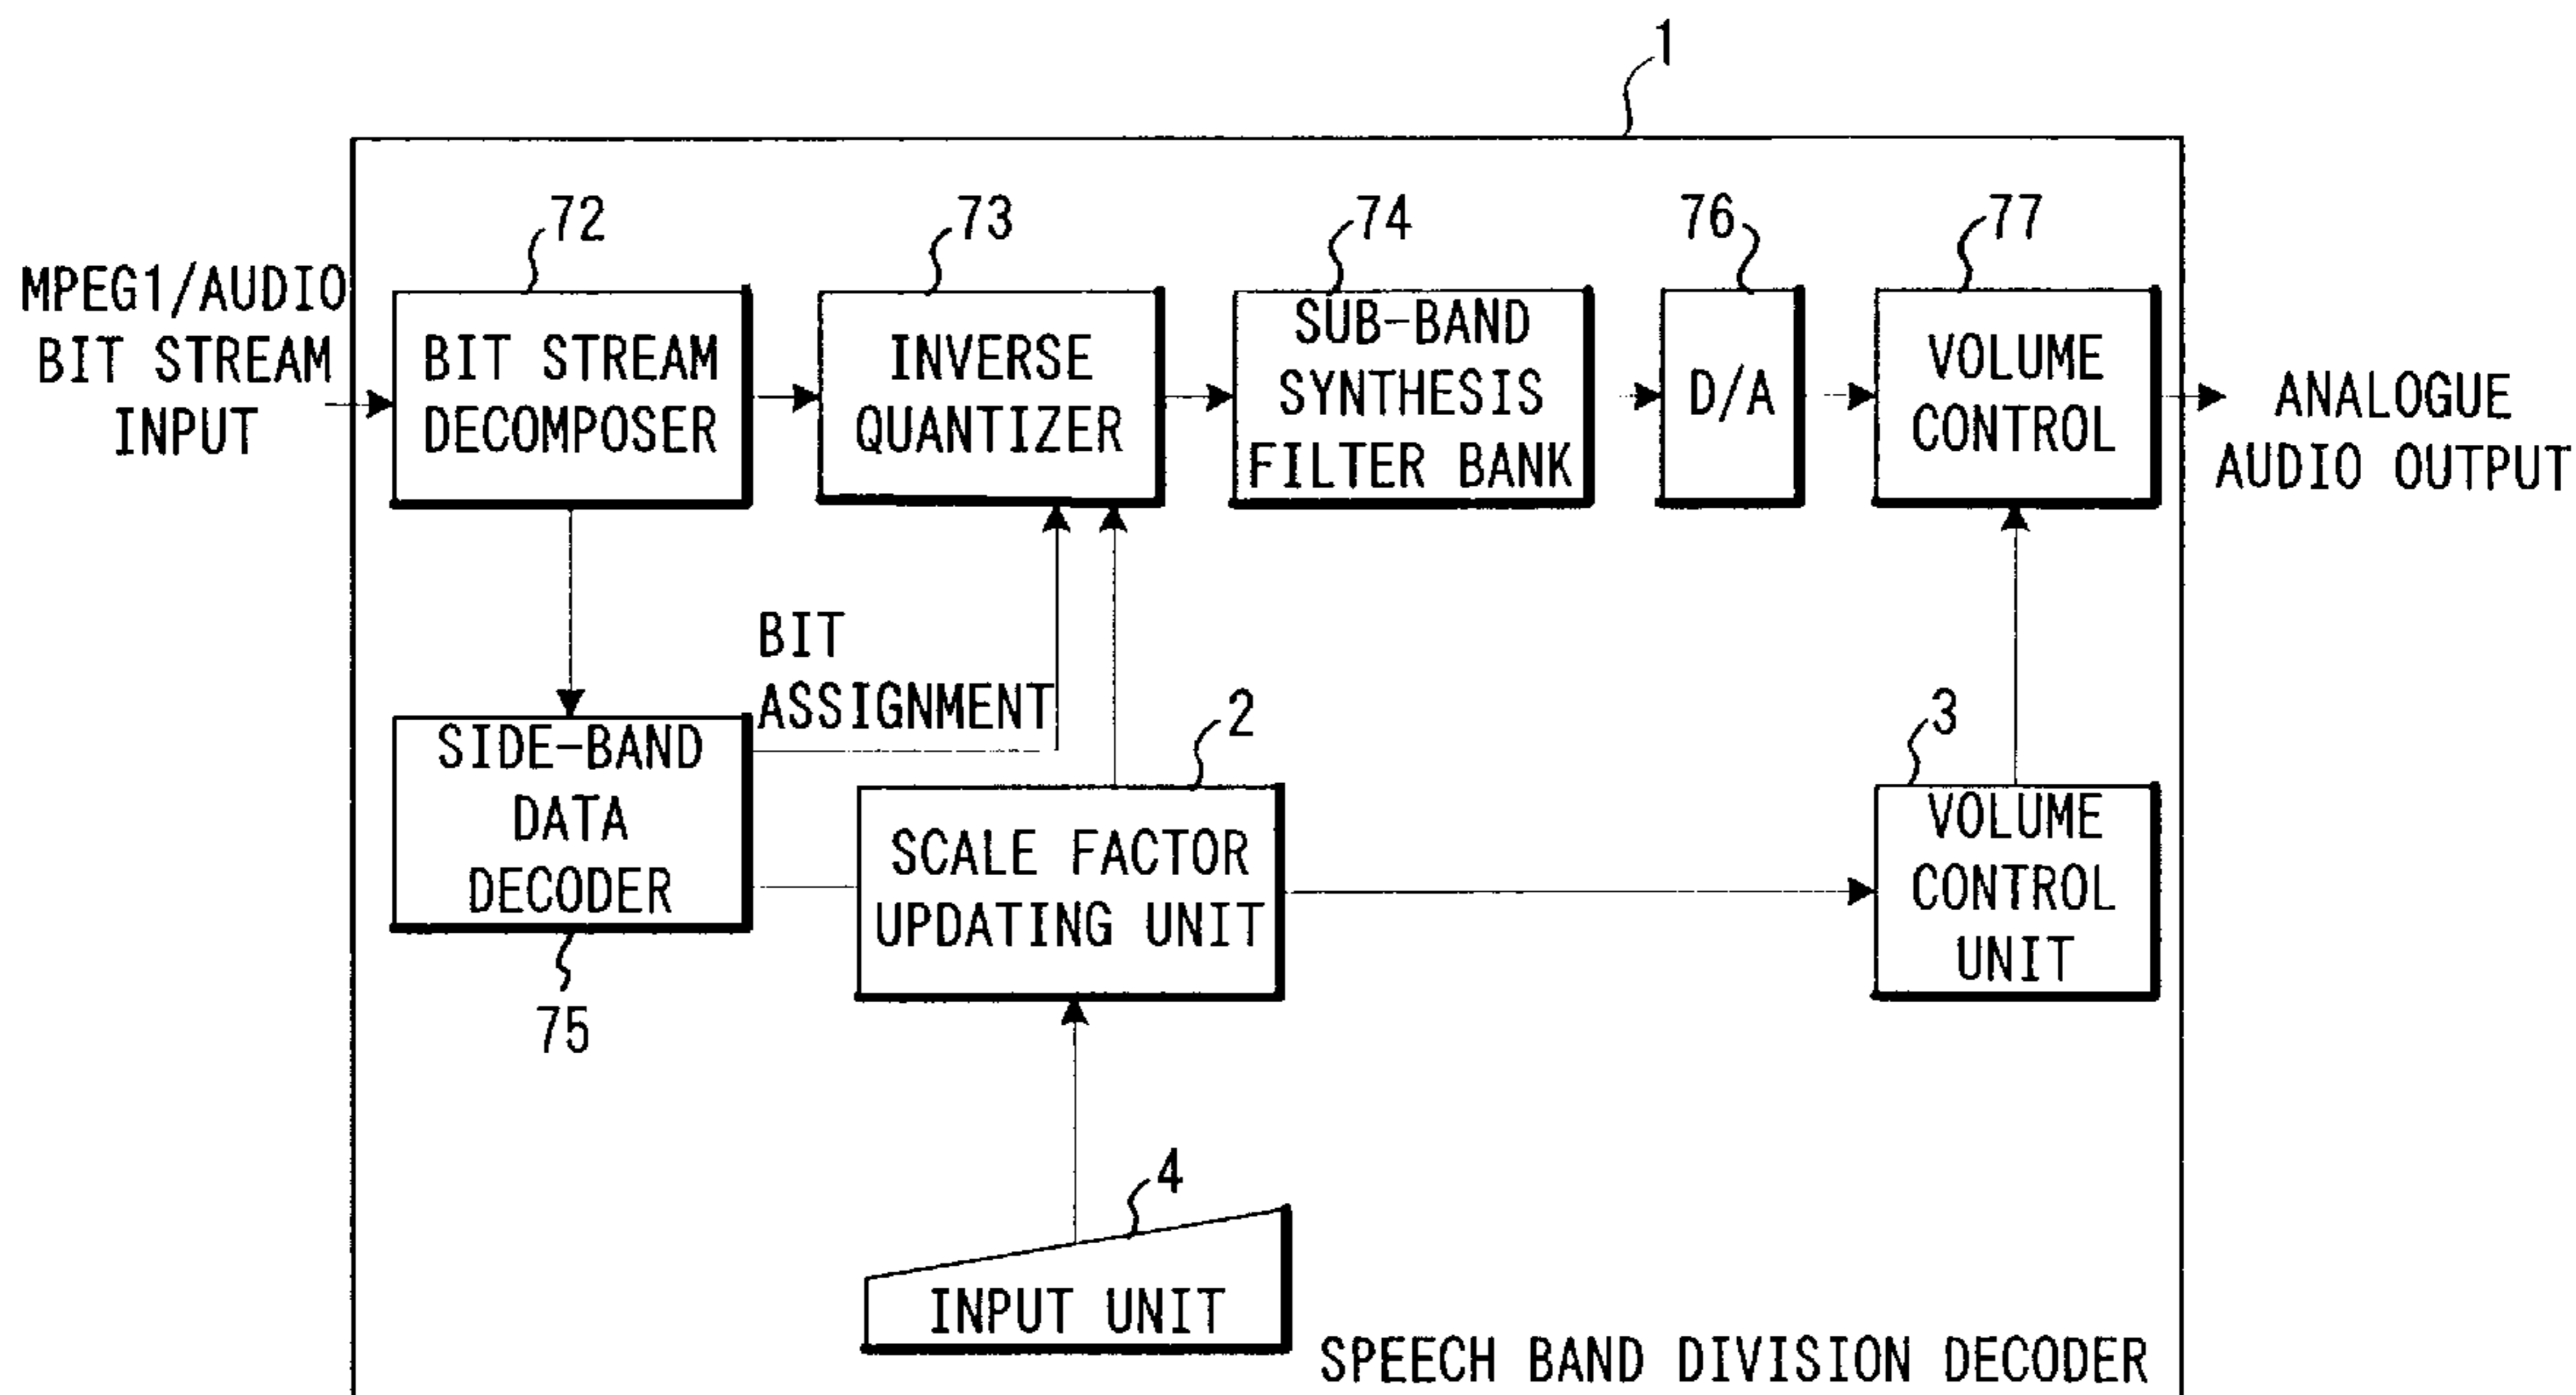 1
72
73
74
76
77
MPEG1/AUDIO
BIT STREAM
INPUT
BIT STREAM
DECOMPOSER
INVERSE
QUANTIZER
SUB-BAND
SYNTHESIS
FILTER BANK
D/A
VOLUME
CONTROL
ANALOGUE
AUDIO OUTPUT
BIT
ASSIGNMENT
SIDE-BAND
DATA
DECODER
75
2
SCALE FACTOR
UPDATING UNIT
3
VOLUME
CONTROL
UNIT
4
INPUT UNIT
SPEECH BAND DIVISION DECODER